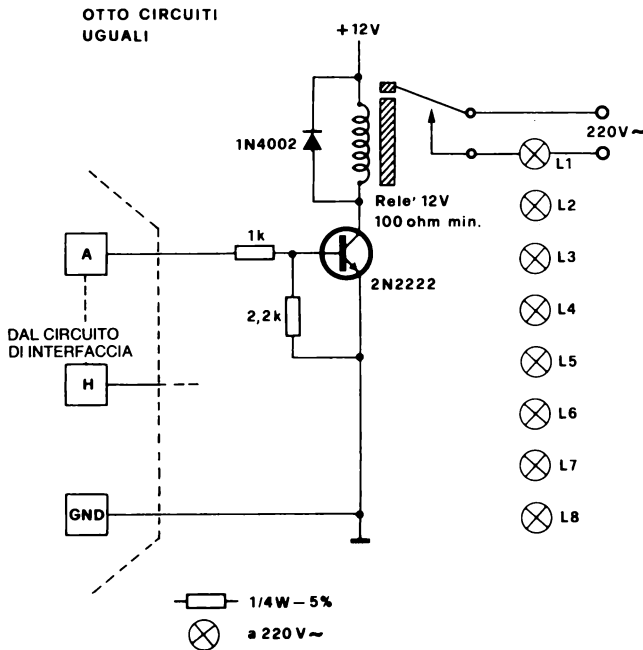 OTTO CIRCUITI
UGUALI
+12V
1N4002
220V~
L1
Rele' 12V
100 ohm min.
L2
A
1k
L3
2N2222
2,2k
L4
DAL CIRCUITO
DI INTERFACCIA
L5
H
L6
L7
GND
L8
1/4W – 5%
a 220V~